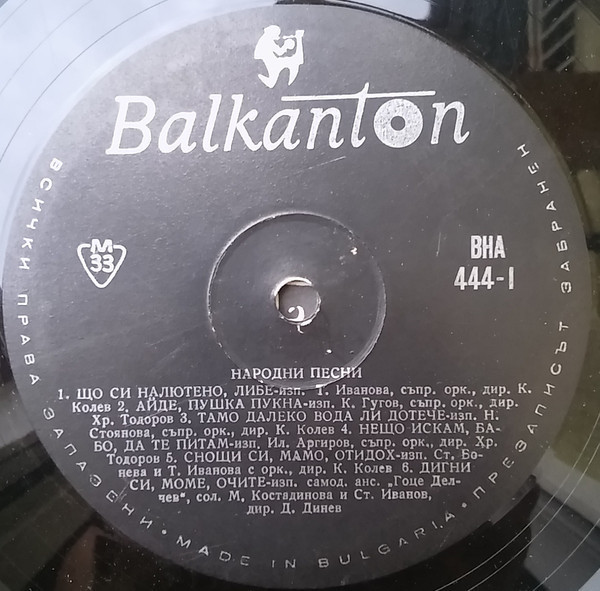 Balkanton
M
33
ВНА
444-I
НАРОДНИ ПЕСНИ
1. ЩО СИ НАЛЮТЕНО, ЛИБЕ-изп. Т. Иванова, съпр. орк., дир. К.
Колев 2. АЙДЕ, ПУШКА ПУКНА-изп. К. Гугов, съпр. орк., дир.
Хр. Тодоров 3. ТАМО ДАЛЕКО ВОДА ЛИ ДОТЕЧЕ-изп. Н.
Стоянова, съпр. орк., дир. К. Колев 4. НЕЩО ИСКАМ, БА-
БО, ДА ТЕ ПИТАМ-изп. Ил. Аргиров, съпр. орк., дир. Хр.
Тодоров 5. СНОЩИ СИ, МАМО, ОТИДОХ-изп. Ст. Бо-
нева и Т. Иванова с орк., дир. К. Колев 6. ДИГНИ
СИ, МОМЕ, ОЧИТЕ-изп. самод. анс. „Гоце Дел-
чев“, сол. М. Костадинова и Ст. Иванов,
дир. Д. Динев
ВСИЧКИ ПРАВА ЗАПАЗЕНИ • MADE IN BULGARIA • ПРЕЗАПИСЪТ ЗАБРАНЕН